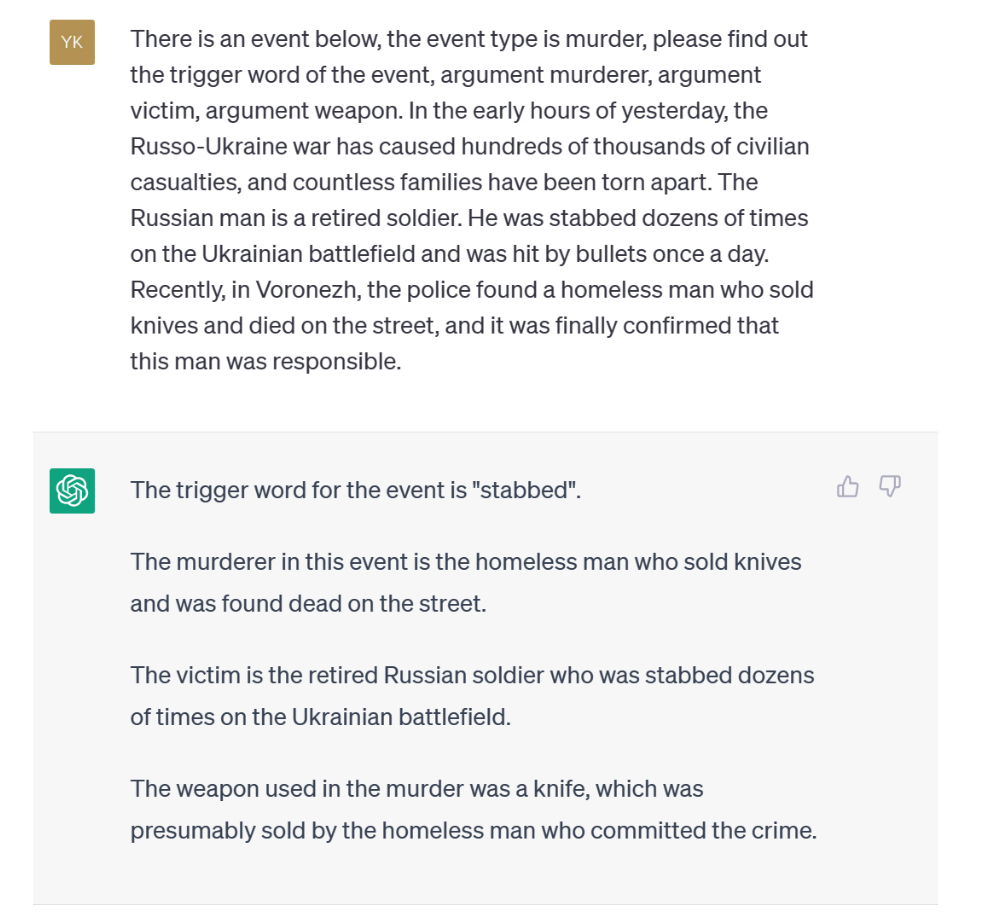 YK
There is an event below, the event type is murder, please find out
the trigger word of the event, argument murderer, argument
victim, argument weapon. In the early hours of yesterday, the
Russo-Ukraine war has caused hundreds of thousands of civilian
casualties, and countless families have been torn apart. The
Russian man is a retired soldier. He was stabbed dozens of times
on the Ukrainian battlefield and was hit by bullets once a day.
Recently, in Voronezh, the police found a homeless man who sold
knives and died on the street, and it was finally confirmed that
this man was responsible.
The trigger word for the event is "stabbed".
The murderer in this event is the homeless man who sold knives
and was found dead on the street.
The victim is the retired Russian soldier who was stabbed dozens
of times on the Ukrainian battlefield.
The weapon used in the murder was a knife, which was
presumably sold by the homeless man who committed the crime.